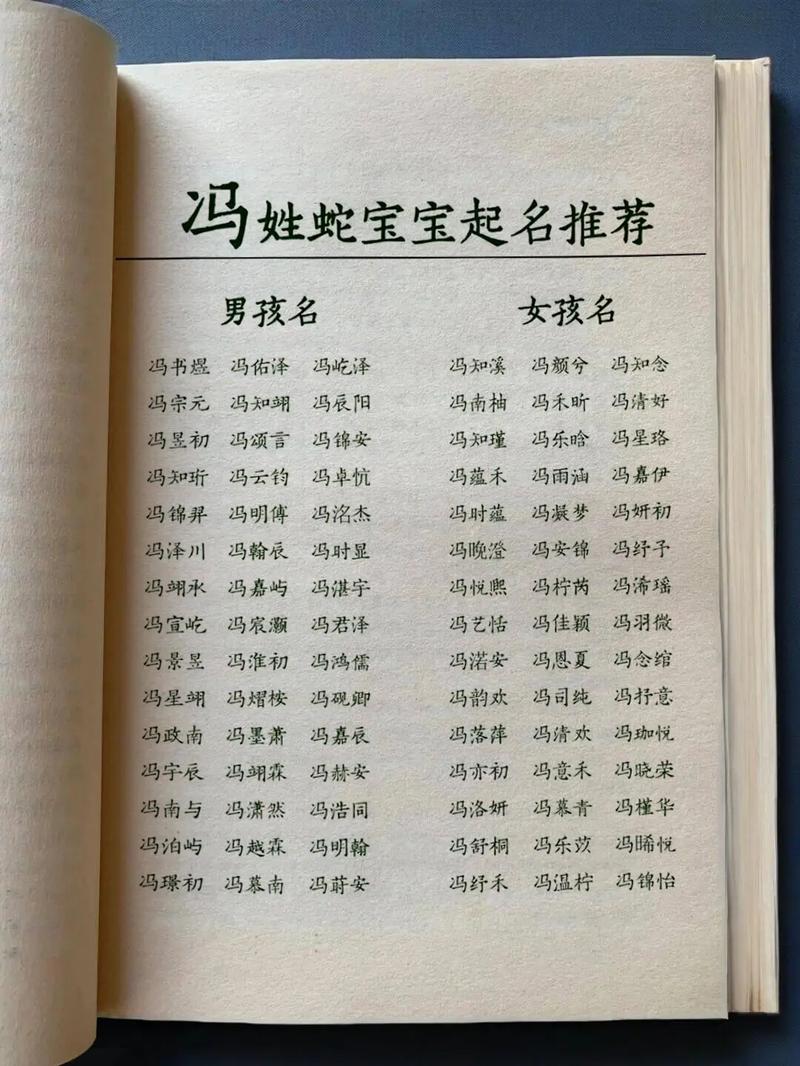 冯姓蛇宝宝起名推荐
男孩名 女孩名
冯书煜 冯佑泽 冯屹泽 冯知溪 冯颜兮 冯知念
冯宗元 冯知翊 冯辰阳 冯南柚 冯禾昕 冯清好
冯昱初 冯颂言 冯锦安 冯知瑾 冯乐晗 冯星珞
冯知珩 冯云钧 冯卓忼 冯蕴禾 冯雨涵 冯嘉伊
冯锦羿 冯明傅 冯洺杰 冯时蕴 冯凝梦 冯妍初
冯泽川 冯翰辰 冯时显 冯晚澄 冯安锦 冯纾予
冯翊承 冯嘉屿 冯湛宇 冯悦熙 冯柠芮 冯浠瑶
冯宣屹 冯宸灏 冯君泽 冯艺恬 冯佳颖 冯羽微
冯景昱 冯淮初 冯鸿儒 冯渃安 冯恩夏 冯念绾
冯星翊 冯熠桉 冯砚卿 冯韵欢 冯司纯 冯抒意
冯政南 冯墨萧 冯嘉辰 冯落萍 冯清欢 冯珈悦
冯宇辰 冯翊霖 冯赫安 冯亦初 冯意禾 冯晓荣
冯南与 冯潇然 冯浩同 冯洛妍 冯慕青 冯槿华
冯泊屿 冯越霖 冯明翰 冯舒桐 冯乐苡 冯晞悦
冯璟初 冯慕南 冯莳安 冯纾禾 冯温柠 冯锦怡